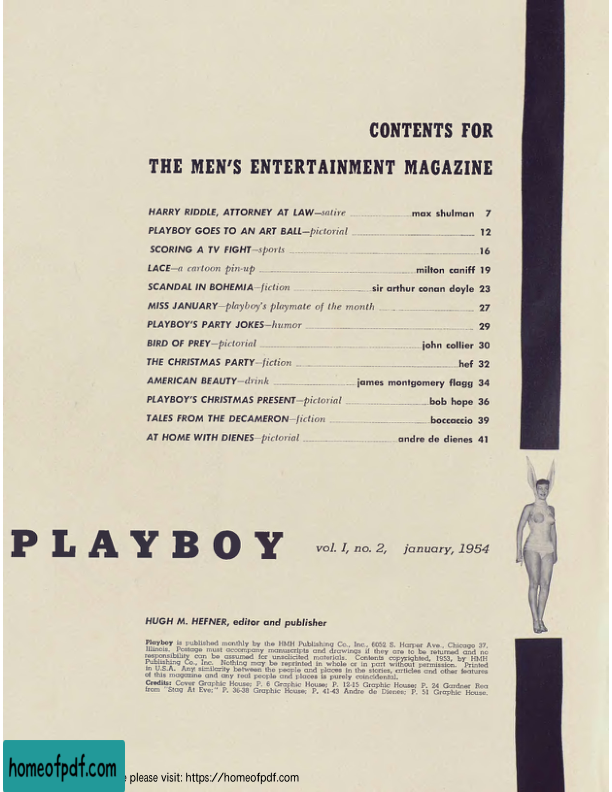 CONTENTS FOR
THE MEN'S ENTERTAINMENT MAGAZINE
HARRY RIDDLE, ATTORNEY AT LAW—satire max shulman 7
PLAYBOY GOES TO AN ART BALL—pictorial 12
SCORING A TV FIGHT—sports 16
LACE—a cartoon pin-up milton caniff 19
SCANDAL IN BOHEMIA—fiction sir arthur conan doyle 23
MISS JANUARY—playboy's playmate of the month 27
PLAYBOY'S PARTY JOKES—humor 29
BIRD OF PREY—pictorial john collier 30
THE CHRISTMAS PARTY—fiction hef 32
AMERICAN BEAUTY—drink james montgomery flagg 34
PLAYBOY'S CHRISTMAS PRESENT—pictorial bob hope 36
TALES FROM THE DECAMERON—fiction boccaccio 39
AT HOME WITH DIENES—pictorial andre de dienes 41
PLAYBOY vol. I, no. 2, january, 1954
HUGH M. HEFNER, editor and publisher
Playboy is published monthly by the HMH Publishing Co., Inc., 6052 S. Harper Ave., Chicago 37,
Illinois. Postage must accompany manuscripts and drawings if they are to be returned and no
responsibility can be assumed for unsolicited materials. Contents copyrighted, 1953, by HMH
Publishing Co., Inc. Nothing may be reprinted in whole or in part without permission. Printed
in U.S.A. Any similarity between the people and places in the stories, articles and other features
of this magazine and any real people and places is purely coincidental.
Credits: Cover Graphic House; P. 6 Graphic House; P. 12-15 Graphic House; P. 24 Gardner Rea
from "Stag At Eve;" P. 36-38 Graphic House; P. 41-43 Andre de Dienes; P. 51 Graphic House.
homeofpdf.com
please visit: https://homeofpdf.com